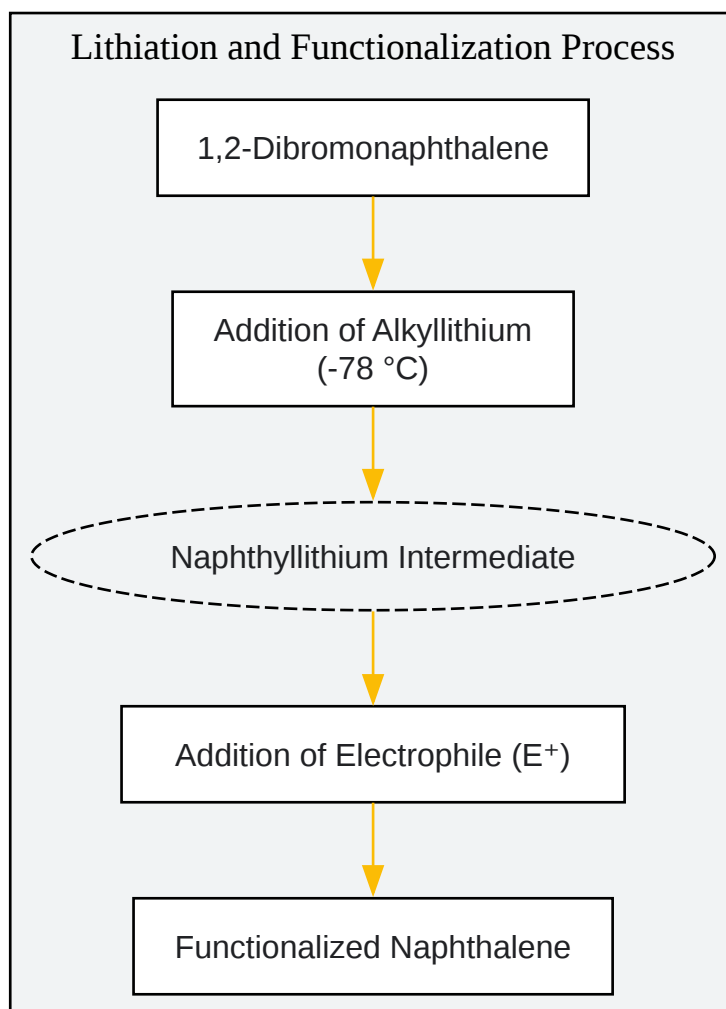 Lithiation and Functionalization Process
1,2-Dibromonaphthalene
Addition of Alkyllithium
(-78 °C)
Naphthyllithium Intermediate
Addition of Electrophile (E⁺)
Functionalized Naphthalene